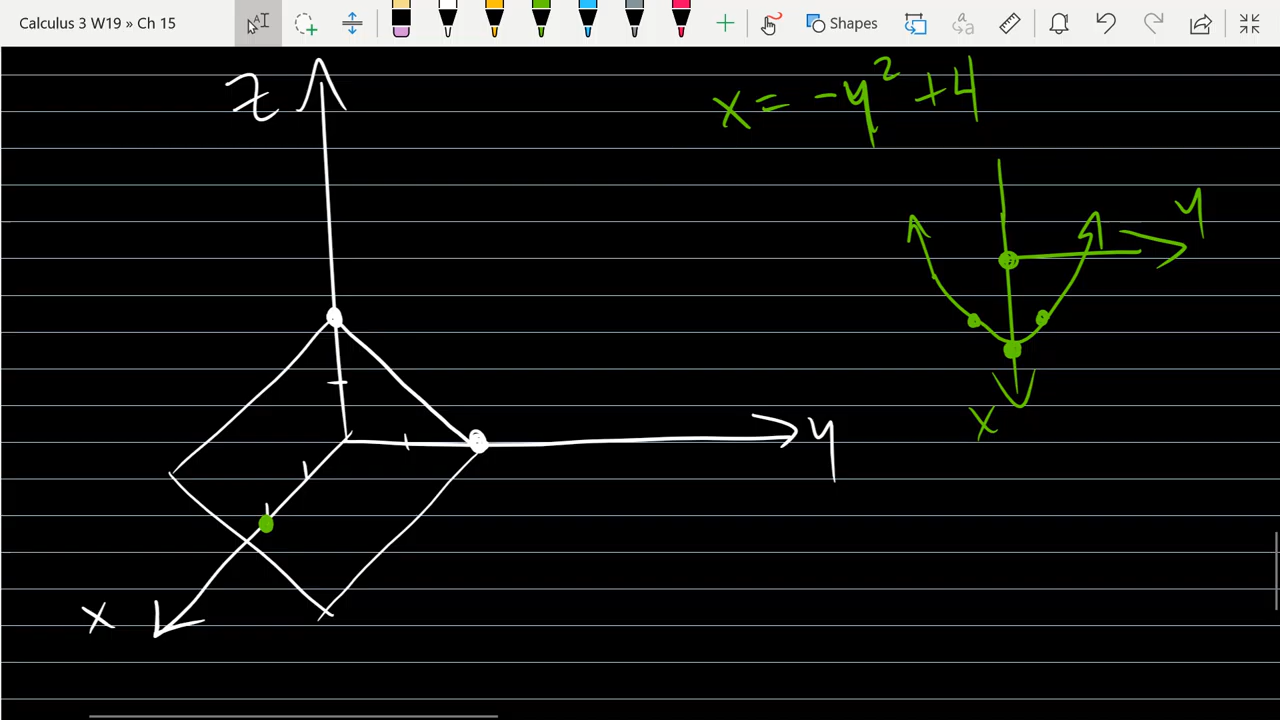 Calculus 3 W19 » Ch 15
Shapes
z
x = -y² + 4
y
x
y
x